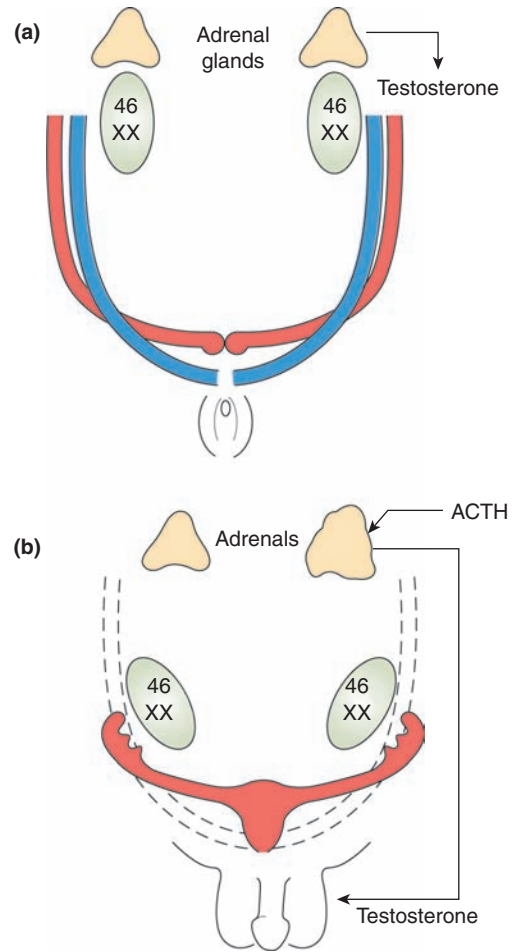 (a)
Adrenal
glands
Testosterone
46
XX
46
XX
ACTH
(b)
Adrenals
46
XX
46
XX
Testosterone